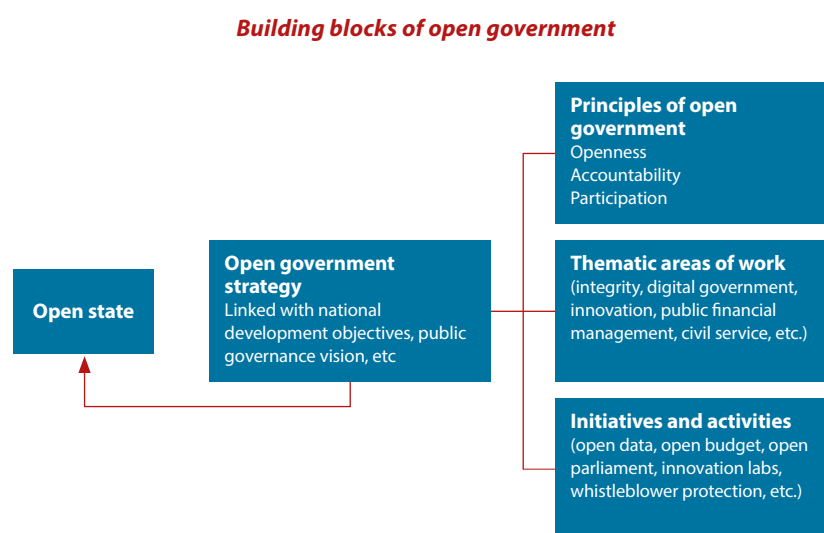 Building blocks of open government
Open state
Open government
strategy
Linked with national
development objectives, public
governance vision, etc
Principles of open
government
Openness
Accountability
Participation
Thematic areas of work
(integrity, digital government,
innovation, public financial
management, civil service, etc.)
Initiatives and activities
(open data, open budget, open
parliament, innovation labs,
whistleblower protection, etc.)